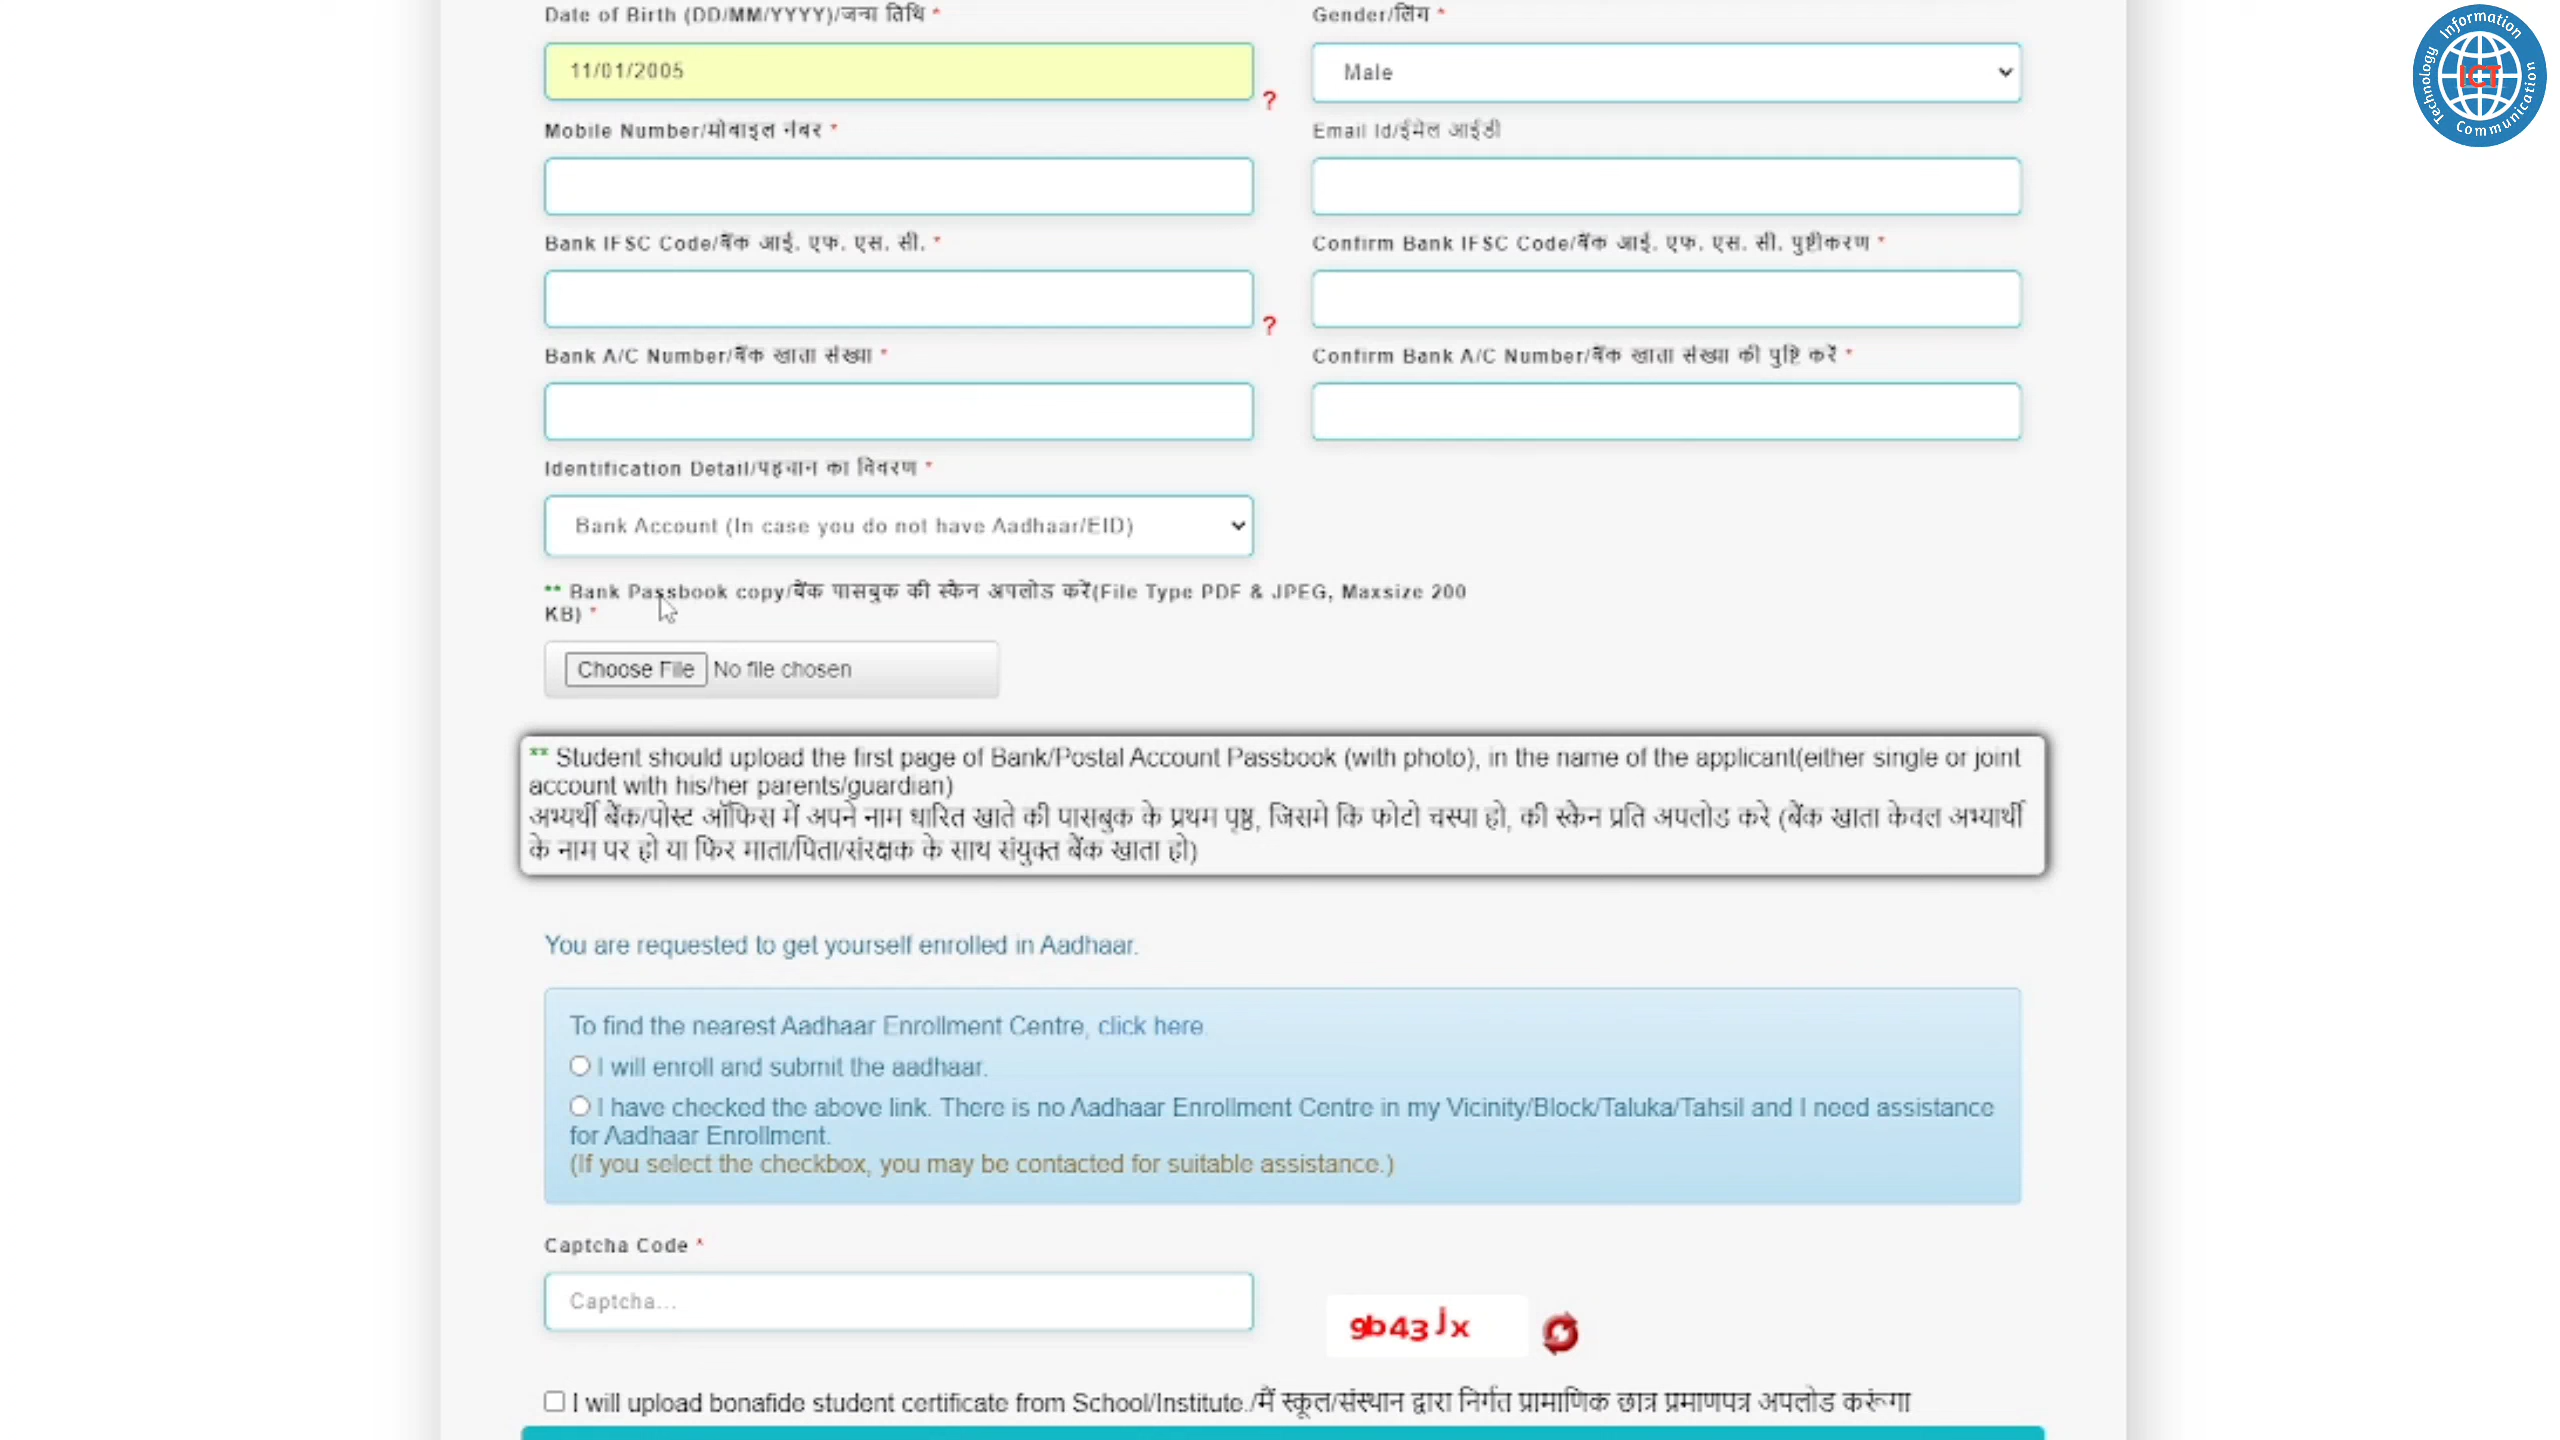 Date of Birth (DD/MM/YYYY)/जन्म तिथि *
Gender/लिंग *
11/01/2005
?
Male
Mobile Number/मोबाइल नंबर *
Email Id/ईमेल आईडी
Bank IFSC Code/बैंक आई. एफ. एस. सी. *
Confirm Bank IFSC Code/बैंक आई. एफ. एस. सी. पुष्टीकरण *
?
Bank A/C Number/बैंक खाता संख्या *
Confirm Bank A/C Number/बैंक खाता संख्या की पुष्टि करें *
Identification Detail/पहचान का विवरण *
Bank Account (In case you do not have Aadhaar/EID)
** Bank Passbook copy/बैंक पासबुक की स्कैन अपलोड करें(File Type PDF & JPEG, Maxsize 200
KB) *
Choose File No file chosen
** Student should upload the first page of Bank/Postal Account Passbook (with photo), in the name of the applicant(either single or joint
account with his/her parents/guardian)
अभ्यर्थी बैंक/पोस्ट ऑफिस में अपने नाम धारित खाते की पासबुक के प्रथम पृष्ठ, जिसमे कि फोटो चस्पा हो, की स्कैन प्रति अपलोड करे (बैंक खाता केवल अभ्यार्थी
के नाम पर हो या फिर माता/पिता/संरक्षक के साथ संयुक्त बैंक खाता हो)
You are requested to get yourself enrolled in Aadhaar.
To find the nearest Aadhaar Enrollment Centre, click here.
I will enroll and submit the aadhaar.
I have checked the above link. There is no Aadhaar Enrollment Centre in my Vicinity/Block/Taluka/Tahsil and I need assistance
for Aadhaar Enrollment.
(If you select the checkbox, you may be contacted for suitable assistance.)
Captcha Code *
Captcha...
9b43Jx
I will upload bonafide student certificate from School/Institute./मैं स्कूल/संस्थान द्वारा निर्गत प्रामाणिक छात्र प्रमाणपत्र अपलोड करूंगा
Information
ICT
Technology
Communication